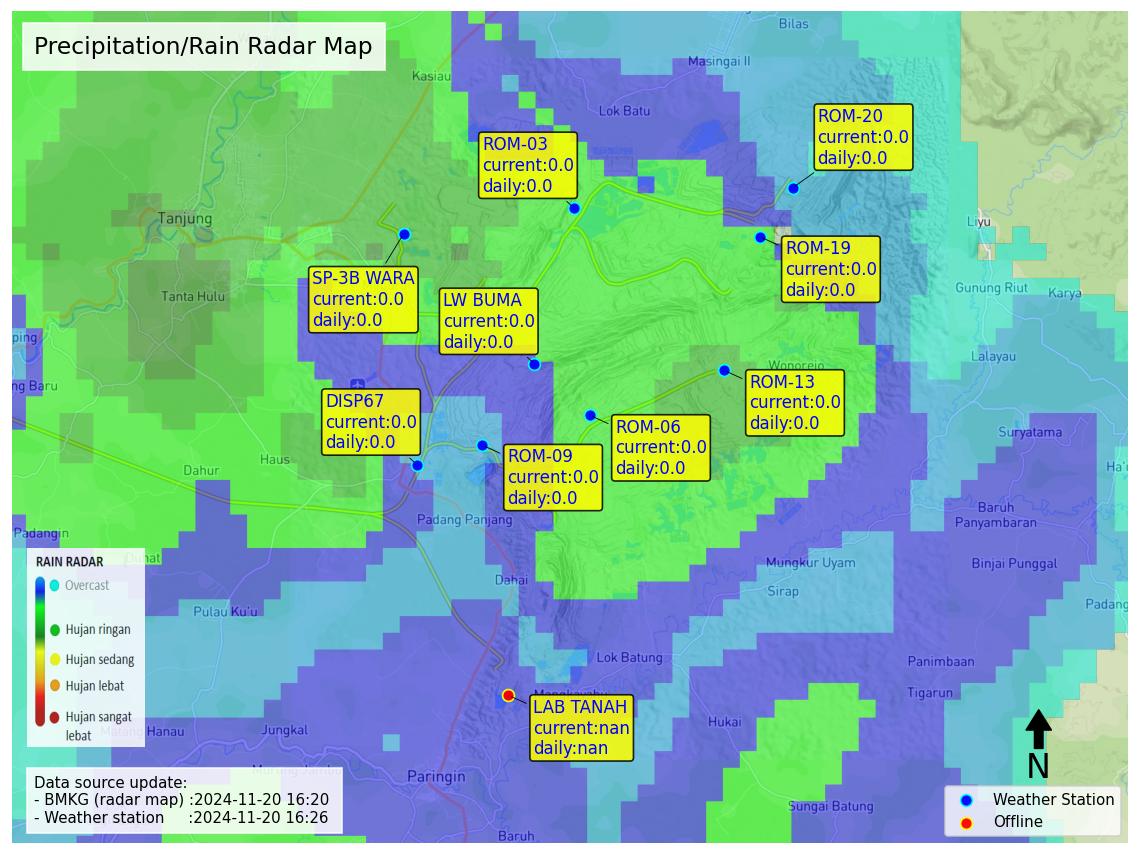 Precipitation/Rain Radar Map
Bilas
Masingai II
Kasiau
Lok Batu
ROM-20
current:0.0
daily:0.0
ROM-03
current:0.0
daily:0.0
Tanjung
Liyu
ROM-19
current:0.0
daily:0.0
SP-3B WARA
current:0.0
daily:0.0
Tanta Hulu
LW BUMA
current:0.0
daily:0.0
Gunung Riut
Karya
ping
Lalayau
Wonorejo
ng Baru
ROM-13
current:0.0
daily:0.0
DISP67
current:0.0
daily:0.0
ROM-06
current:0.0
daily:0.0
Suryatama
ROM-09
current:0.0
daily:0.0
Haus
Dahur
Ha'u
Baruh
Panyambaran
Padang Panjang
Padangin
Mungkur Uyam
Binjai Punggal
Dahai
Sirap
Padang
Pulau Ku'u
RAIN RADAR
Overcast
Hujan ringan
Hujan sedang
Hujan lebat
Hujan sangat
lebat
Lok Batung
Panimbaan
Tigarun
LAB TANAH
current:nan
daily:nan
Hukai
Hanau
Jungkal
Paringin
N
Data source update:
- BMKG (radar map) :2024-11-20 16:20
- Weather station :2024-11-20 16:26
Sungai Batung
Baruh
Weather Station
Offline